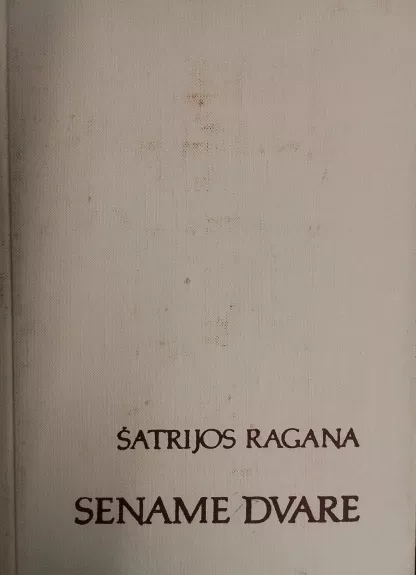 ŠATRIJOS RAGANA
SENAME DVARE